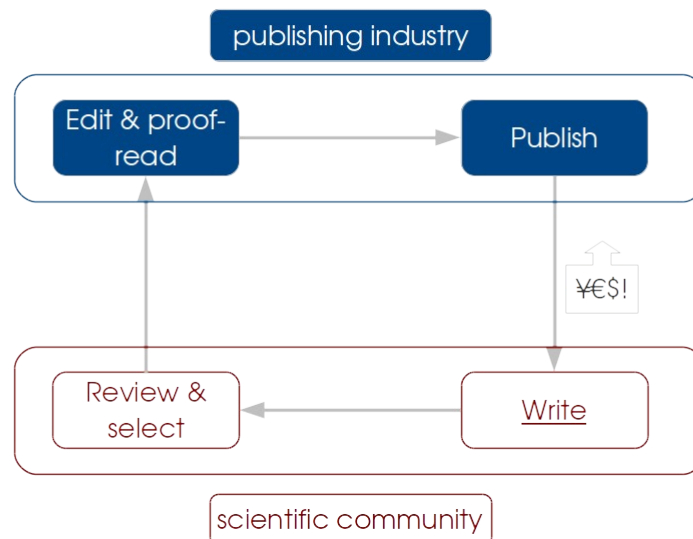 publishing industry
Edit & proof-
read
Publish
¥€$!
Review &
select
Write
scientific community